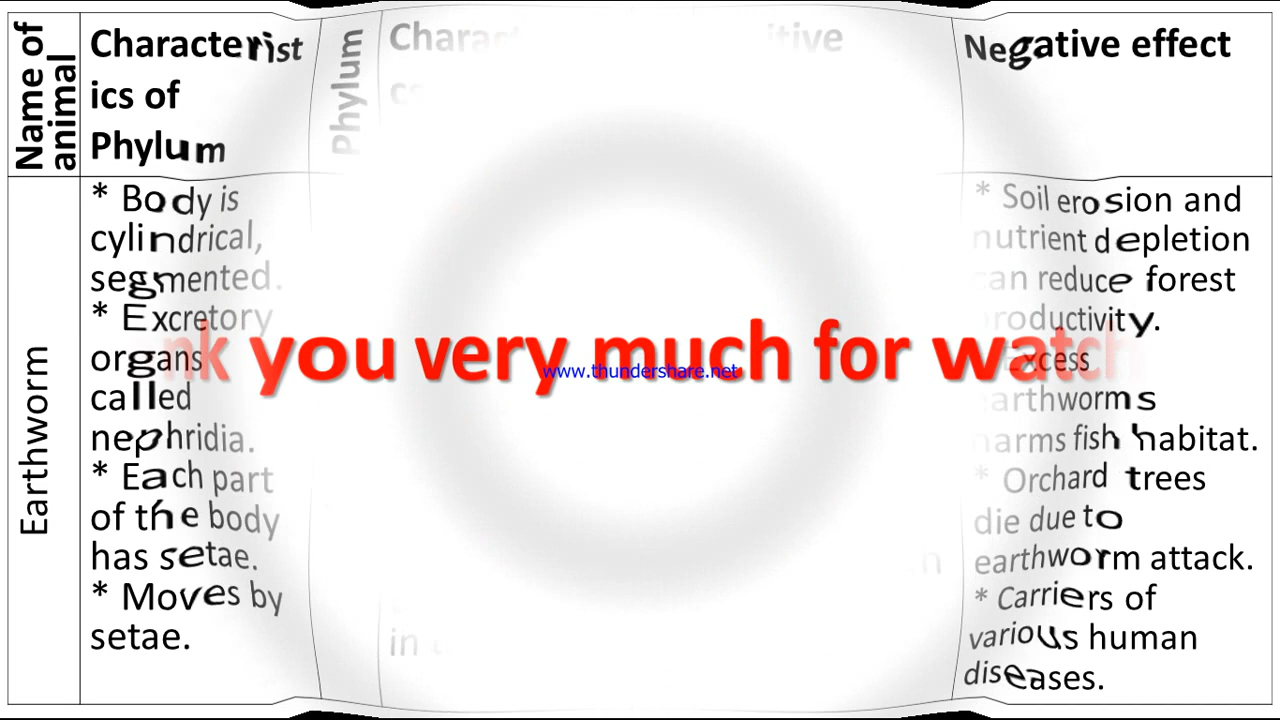 Name of
animal
Characterist
ics of
Phylum
Phylum
Negative effect
Earthworm
* Body is
cylindrical,
segmented.
* Excretory
organs
called
nephridia.
* Each part
of the body
has setae.
* Moves by
setae.
you very much for
www.thundershare.net
* Soil erosion and
nutrient depletion
can reduce forest
productivity.
Excess
earthworms
harms fish habitat.
* Orchard trees
die due to
earthworm attack.
* Carriers of
various human
diseases.